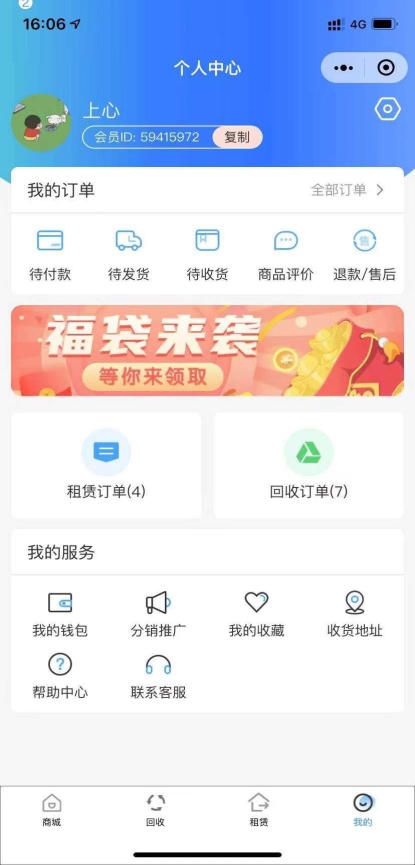 2
16:06
4G
个人中心
上心
会员ID: 59415972 复制
我的订单 全部订单
待付款 待发货 待收货 商品评价 退款/售后
售
福袋来袭
等你来领取
租赁订单(4) 回收订单(7)
我的服务
我的钱包 分销推广 我的收藏 收货地址
帮助中心 联系客服
商城 回收 租赁 我的